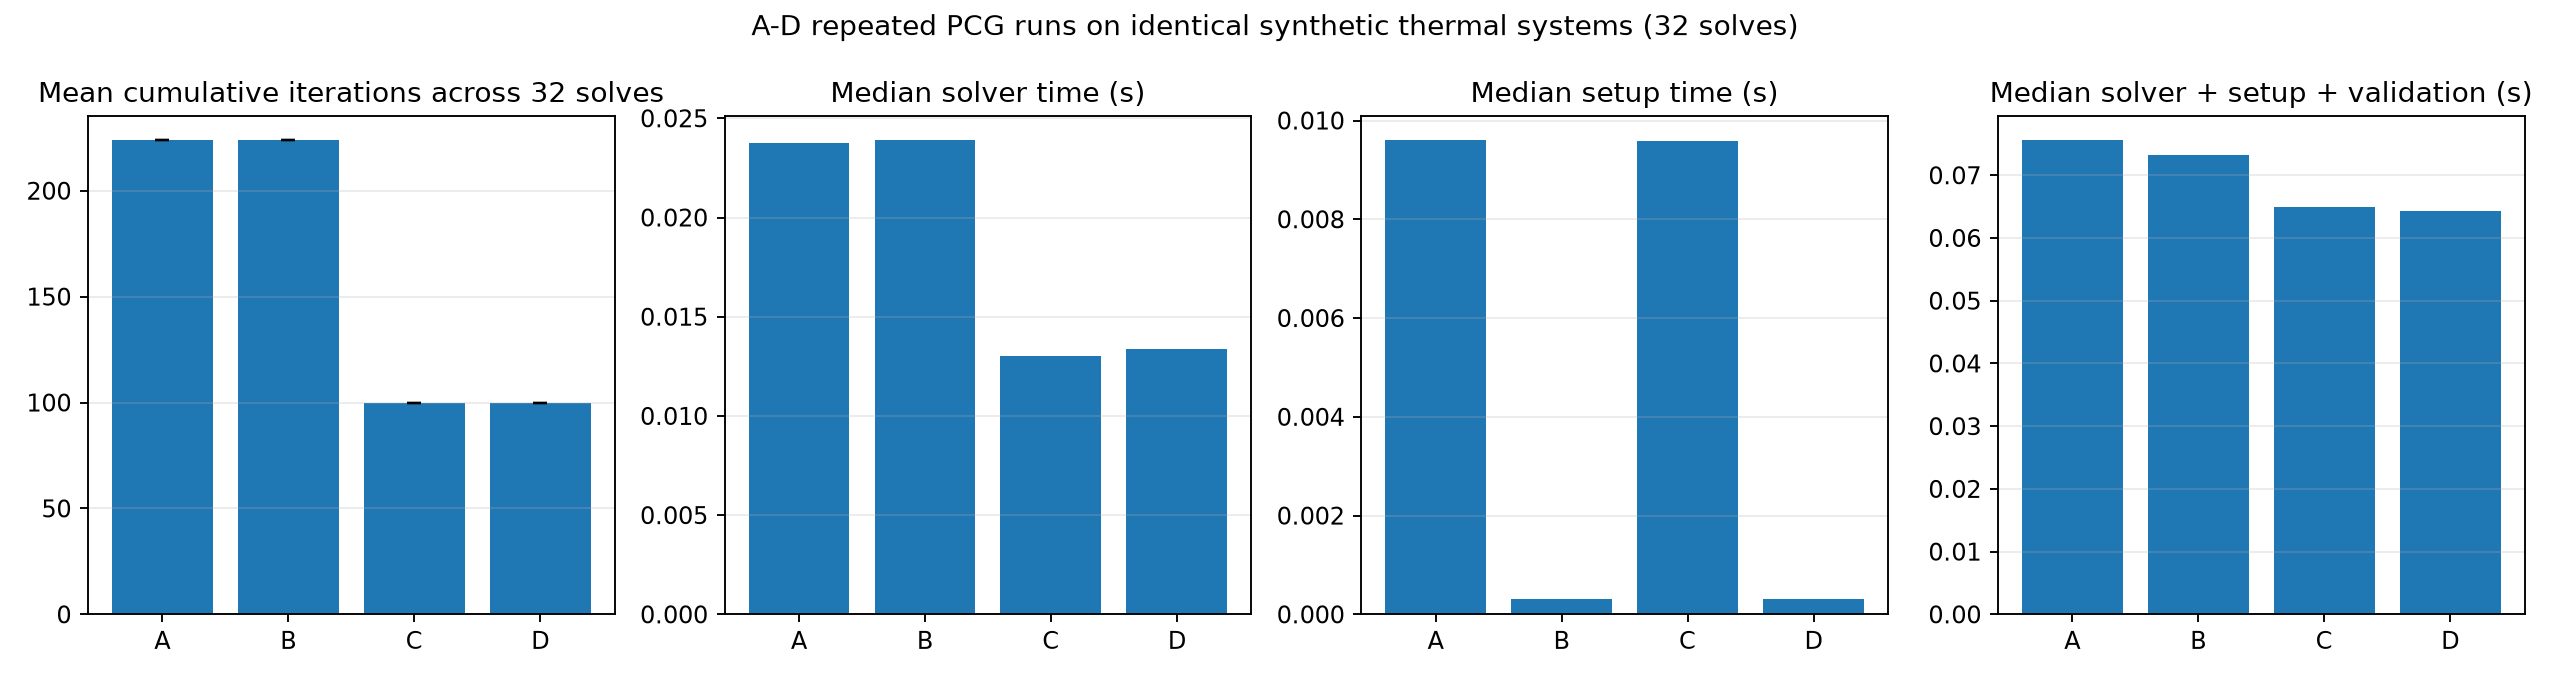 A-D repeated PCG runs on identical synthetic thermal systems (32 solves)
Mean cumulative iterations across 32 solves
200
150
100
50
0
A B C D
Median solver time (s)
0.025
0.020
0.015
0.010
0.005
0.000
A B C D
Median setup time (s)
0.010
0.008
0.006
0.004
0.002
0.000
A B C D
Median solver + setup + validation (s)
0.07
0.06
0.05
0.04
0.03
0.02
0.01
0.00
A B C D